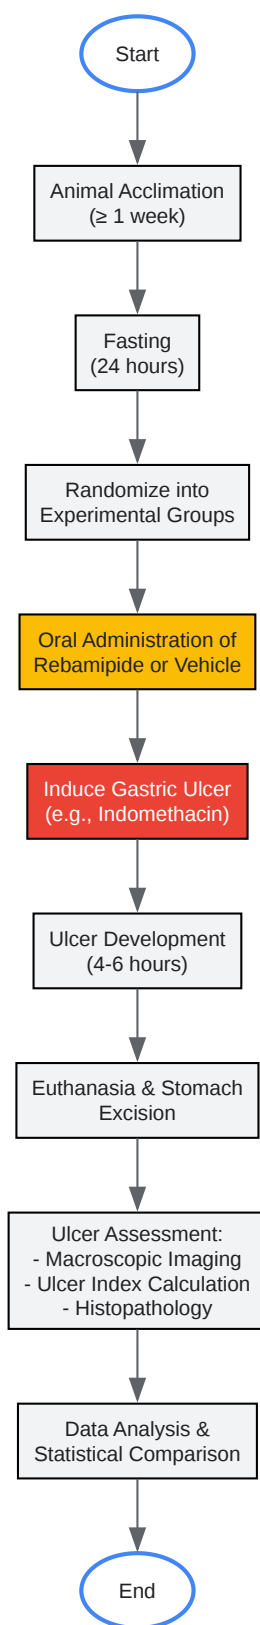 Start
Animal Acclimation
(≥ 1 week)
Fasting
(24 hours)
Randomize into
Experimental Groups
Oral Administration of
Rebamipide or Vehicle
Induce Gastric Ulcer
(e.g., Indomethacin)
Ulcer Development
(4-6 hours)
Euthanasia & Stomach
Excision
Ulcer Assessment:
- Macroscopic Imaging
- Ulcer Index Calculation
- Histopathology
Data Analysis &
Statistical Comparison
End